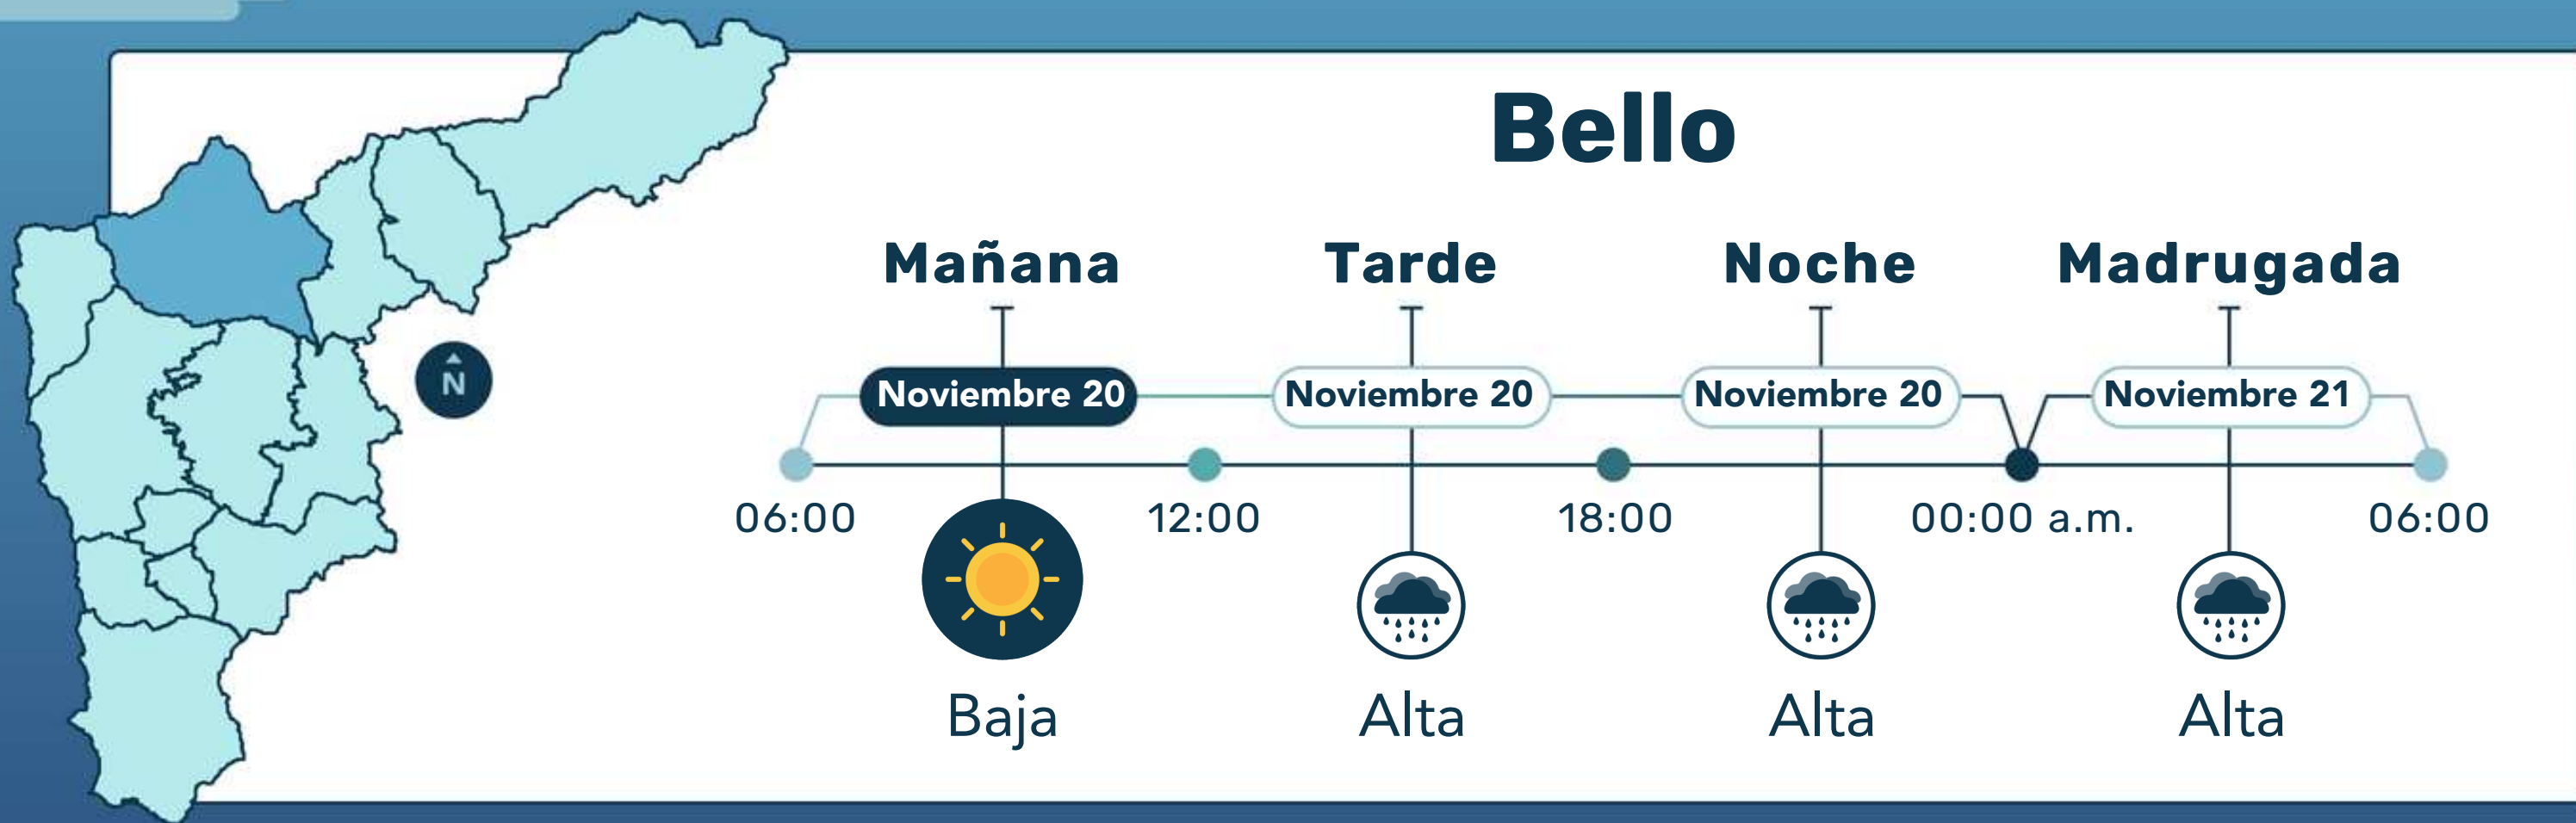 Bello
Mañana Tarde Noche Madrugada
N
Noviembre 20 Noviembre 20 Noviembre 20 Noviembre 21
06:00 12:00 18:00 00:00 a.m. 06:00
Baja Alta Alta Alta